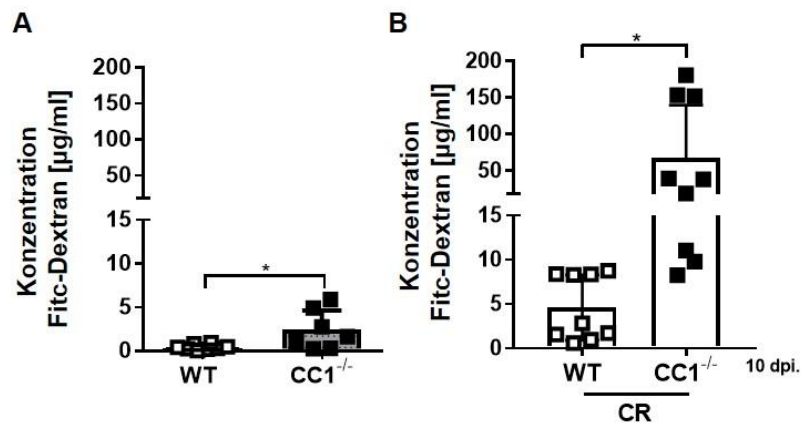 A
Konzentration
Fitc-Dextran [µg/ml]
200
150
100
50
15
10
5
0
*
WT
CC1-/-
B
Konzentration
Fitc-Dextran [µg/ml]
200
150
100
50
15
10
5
0
*
WT
CC1-/-
10 dpi.
CR